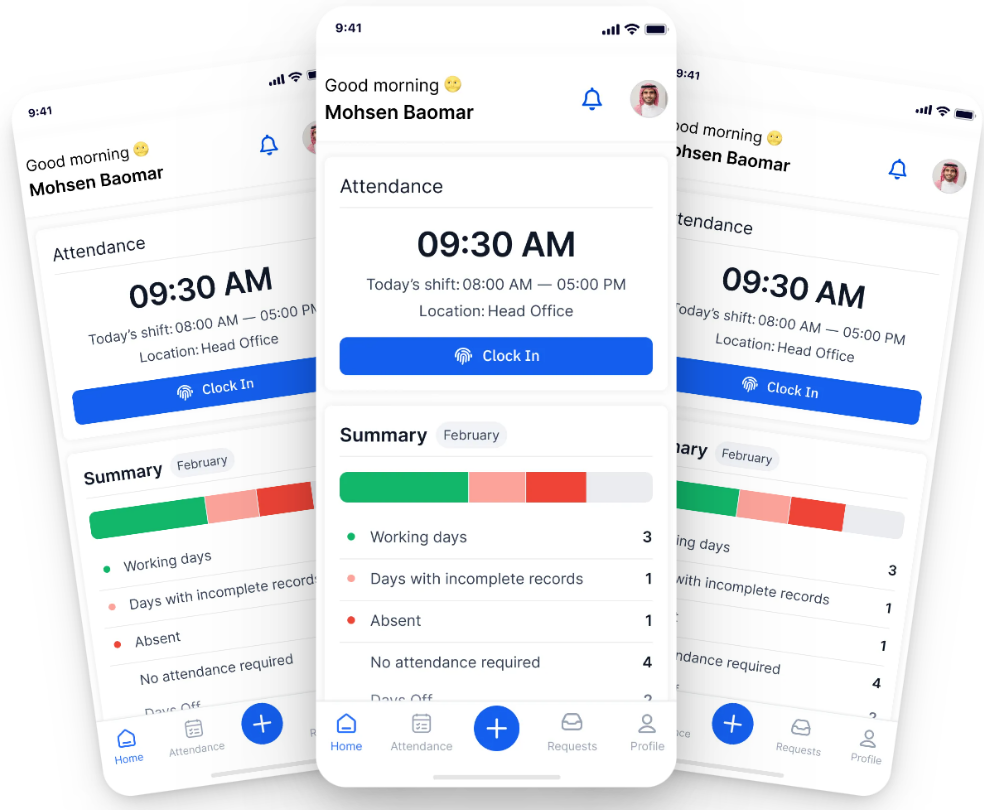 9:41
Good morning
Mohsen Baomar
Attendance
09:30 AM
Today's shift: 08:00 AM — 05:00 PM
Location: Head Office
Clock In
Summary February
Working days
Days with incomplete records
Absent
No attendance required
Days Off
Home
Attendance
9:41
Good morning
Mohsen Baomar
Attendance
09:30 AM
Today's shift: 08:00 AM — 05:00 PM
Location: Head Office
Clock In
Summary February
Working days 3
Days with incomplete records 1
Absent 1
No attendance required 4
Days Off 2
Home
Attendance
Requests
Profile
9:41
ood morning
ohsen Baomar
tendance
09:30 AM
oday's shift: 08:00 AM — 05:00 PM
Location: Head Office
Clock In
mary February
ing days 3
with incomplete records 1
1
ndance required 4
2
nce
Requests
Profile